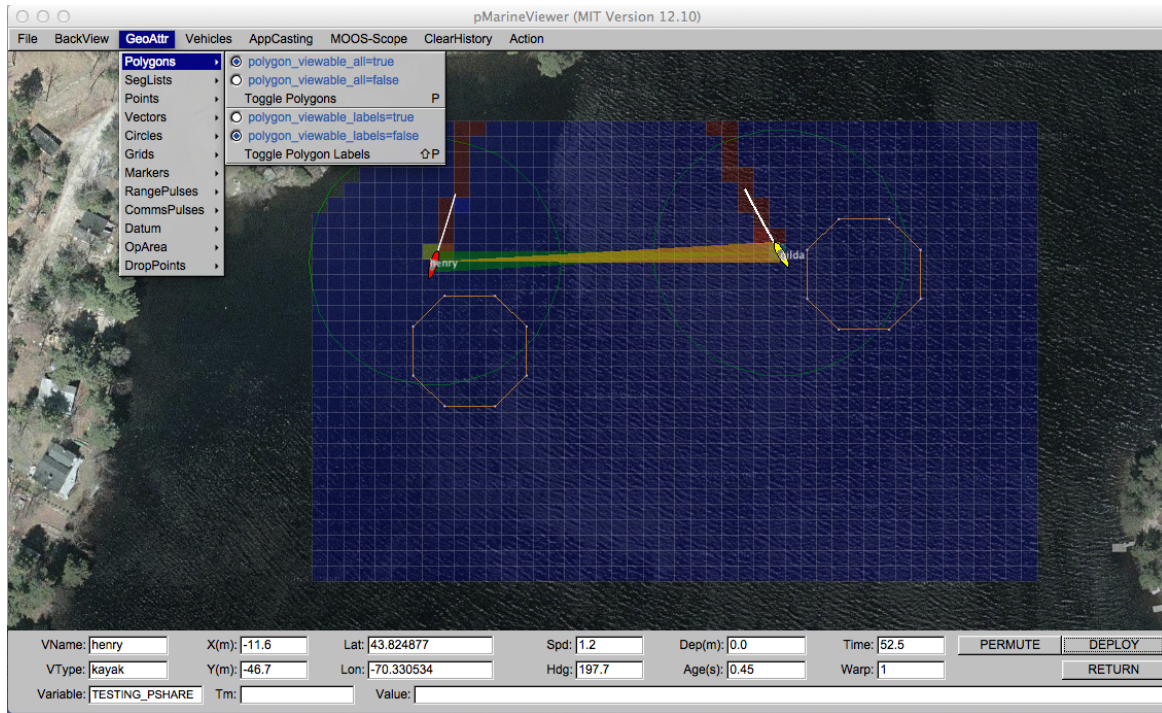 pMarineViewer (MIT Version 12.10)
File BackView GeoAttr Vehicles AppCasting MOOS-Scope ClearHistory Action
Polygons
SegLists
Points
Vectors
Circles
Grids
Markers
RangePulses
CommsPulses
Datum
OpArea
DropPoints
polygon_viewable_all=true
polygon_viewable_all=false
Toggle Polygons P
polygon_viewable_labels=true
polygon_viewable_labels=false
Toggle Polygon Labels ⇧P
henry
VName: henry X(m): -11.6 Lat: 43.824877 Spd: 1.2 Dep(m): 0.0 Time: 52.5 PERMUTE DEPLOY
VType: kayak Y(m): -46.7 Lon: -70.330534 Hdg: 197.7 Age(s): 0.45 Warp: 1 RETURN
Variable: TESTING_PSHARE Tm: Value: